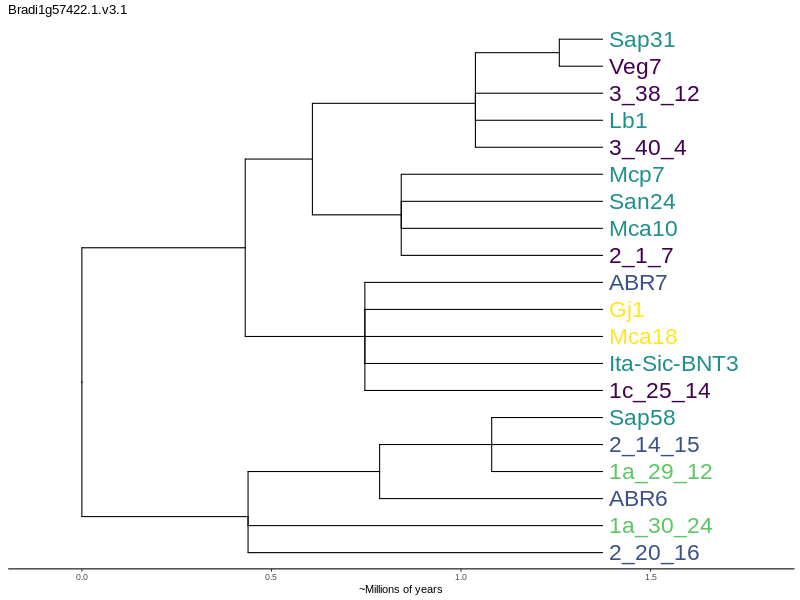 Bradi1g57422.1.v3.1
Sap31
Veg7
3_38_12
Lb1
3_40_4
Mcp7
San24
Mca10
2_1_7
ABR7
Gj1
Mca18
Ita-Sic-BNT3
1c_25_14
Sap58
2_14_15
1a_29_12
ABR6
1a_30_24
2_20_16
0.0 0.5 1.0 1.5
~Millions of years